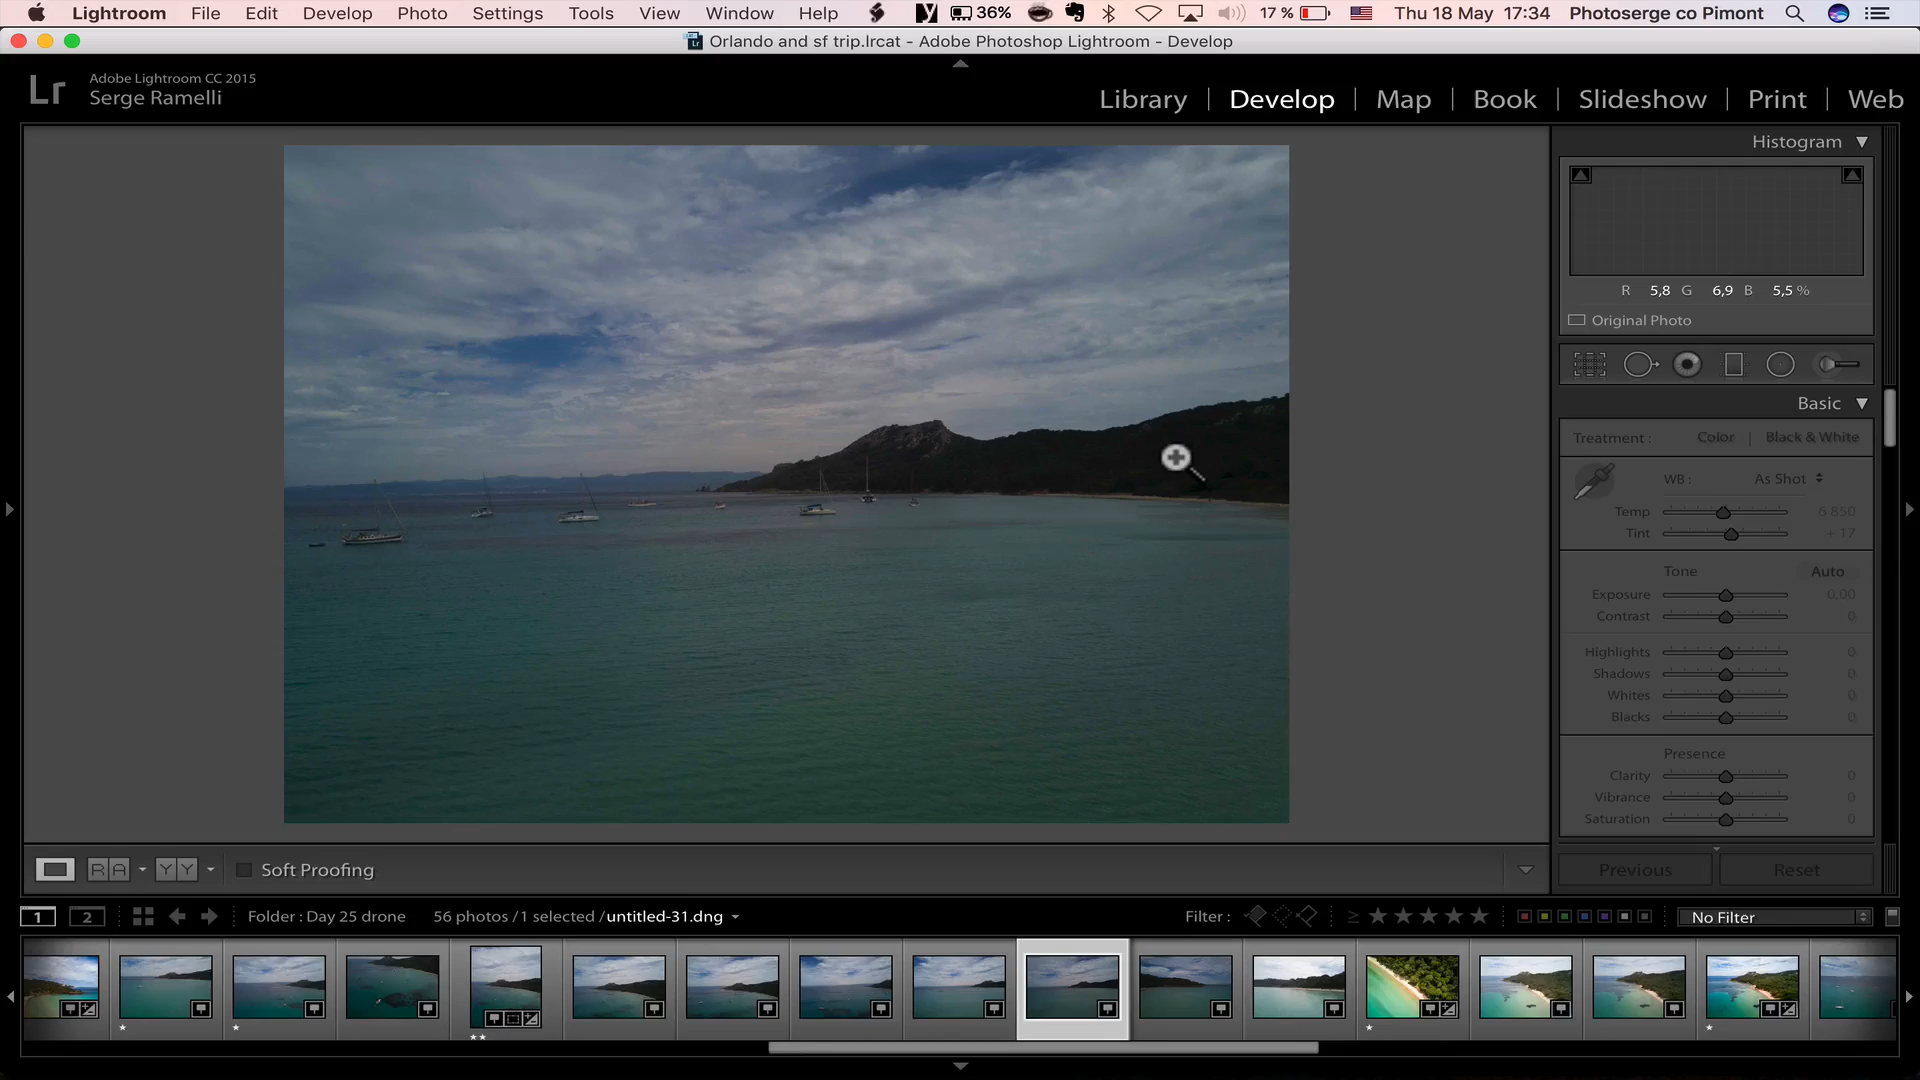 Lightroom File Edit Develop Photo Settings Tools View Window Help 36% 17 % Thu 18 May 17:34 Photoserge co Pimont
Orlando and sf trip.lrcat - Adobe Photoshop Lightroom - Develop
Lr
Adobe Lightroom CC 2015
Serge Ramelli
Library | Develop | Map | Book | Slideshow | Print | Web
Histogram
R 5,8 G 6,9 B 5,5 %
Original Photo
Basic
Treatment : Color | Black & White
WB : As Shot
Temp 6 850
Tint + 17
Tone Auto
Exposure 0,00
Contrast 0
Highlights 0
Shadows 0
Whites 0
Blacks 0
Presence
Clarity 0
Vibrance 0
Saturation 0
R A Y Y Soft Proofing
Previous Reset
1 2 Folder : Day 25 drone 56 photos / 1 selected / untitled-31.dng Filter : ≥ No Filter